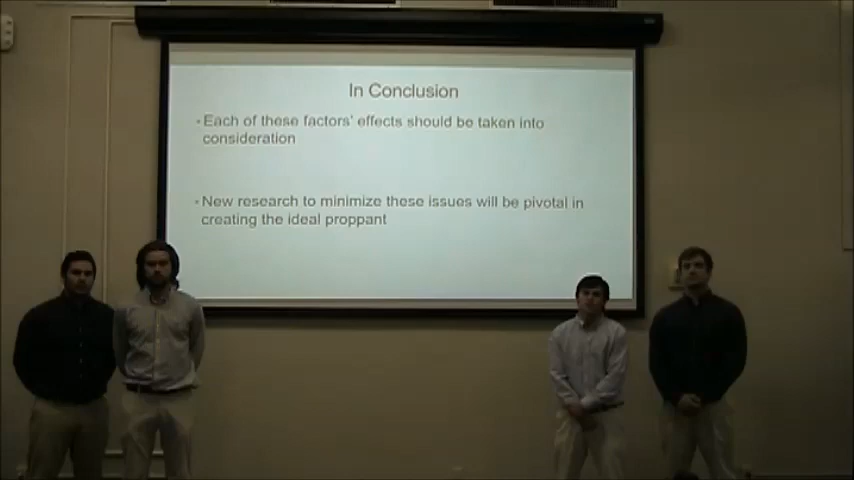 In Conclusion
•Each of these factors' effects should be taken into
consideration
•New research to minimize these issues will be pivotal in
creating the ideal proppant